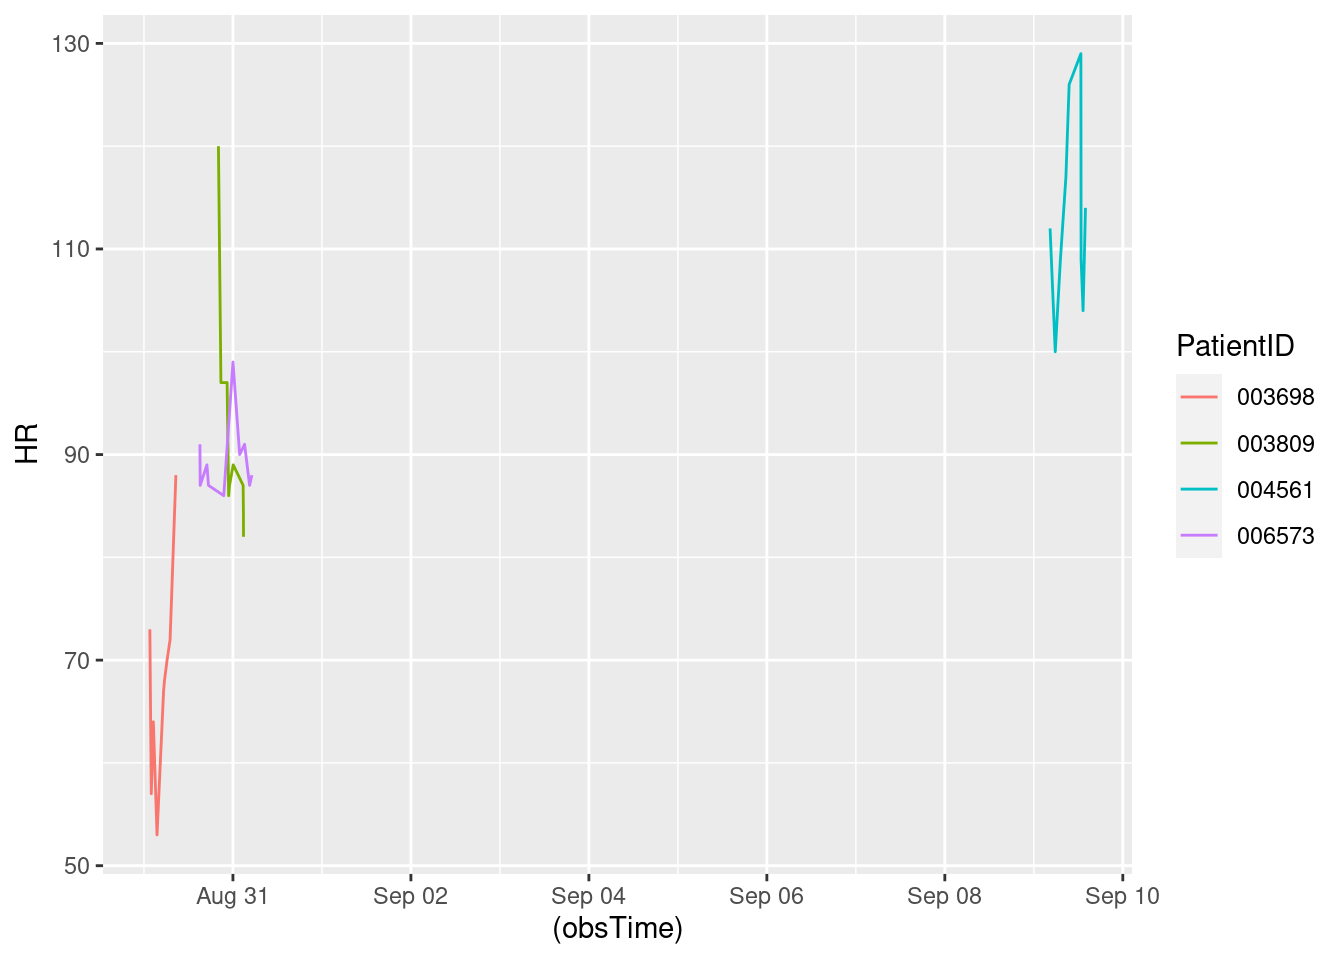 130
110
90
70
50
HR
Aug 31
Sep 02
Sep 04
Sep 06
Sep 08
Sep 10
(obsTime)
PatientID
003698
003809
004561
006573